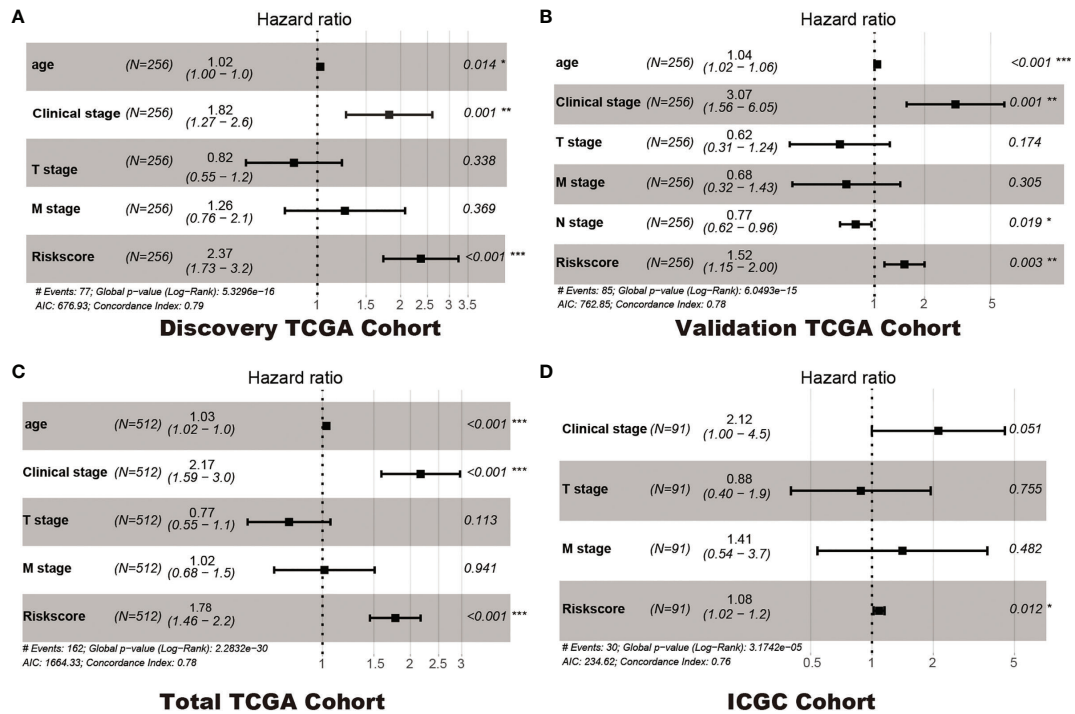 A
Hazard ratio
age (N=256) 1.02 (1.00 − 1.0) 0.014 *
Clinical stage (N=256) 1.82 (1.27 − 2.6) 0.001 **
T stage (N=256) 0.82 (0.55 − 1.2) 0.338
M stage (N=256) 1.26 (0.76 − 2.1) 0.369
Riskscore (N=256) 2.37 (1.73 − 3.2) <0.001 ***
# Events: 77; Global p-value (Log-Rank): 5.3296e-16
AIC: 676.93; Concordance Index: 0.79
1 1.5 2 2.5 3 3.5
Discovery TCGA Cohort
B
Hazard ratio
age (N=256) 1.04 (1.02 − 1.06) <0.001 ***
Clinical stage (N=256) 3.07 (1.56 − 6.05) 0.001 **
T stage (N=256) 0.62 (0.31 − 1.24) 0.174
M stage (N=256) 0.68 (0.32 − 1.43) 0.305
N stage (N=256) 0.77 (0.62 − 0.96) 0.019 *
Riskscore (N=256) 1.52 (1.15 − 2.00) 0.003 **
# Events: 85; Global p-value (Log-Rank): 6.0493e-15
AIC: 762.85; Concordance Index: 0.78
1 2 5
Validation TCGA Cohort
C
Hazard ratio
age (N=512) 1.03 (1.02 − 1.0) <0.001 ***
Clinical stage (N=512) 2.17 (1.59 − 3.0) <0.001 ***
T stage (N=512) 0.77 (0.55 − 1.1) 0.113
M stage (N=512) 1.02 (0.68 − 1.5) 0.941
Riskscore (N=512) 1.78 (1.46 − 2.2) <0.001 ***
# Events: 162; Global p-value (Log-Rank): 2.2832e-30
AIC: 1664.33; Concordance Index: 0.78
1 1.5 2 2.5 3
Total TCGA Cohort
D
Hazard ratio
Clinical stage (N=91) 2.12 (1.00 − 4.5) 0.051
T stage (N=91) 0.88 (0.40 − 1.9) 0.755
M stage (N=91) 1.41 (0.54 − 3.7) 0.482
Riskscore (N=91) 1.08 (1.02 − 1.2) 0.012 *
# Events: 30; Global p-value (Log-Rank): 3.1742e-05
AIC: 234.62; Concordance Index: 0.76
0.5 1 2 5
ICGC Cohort